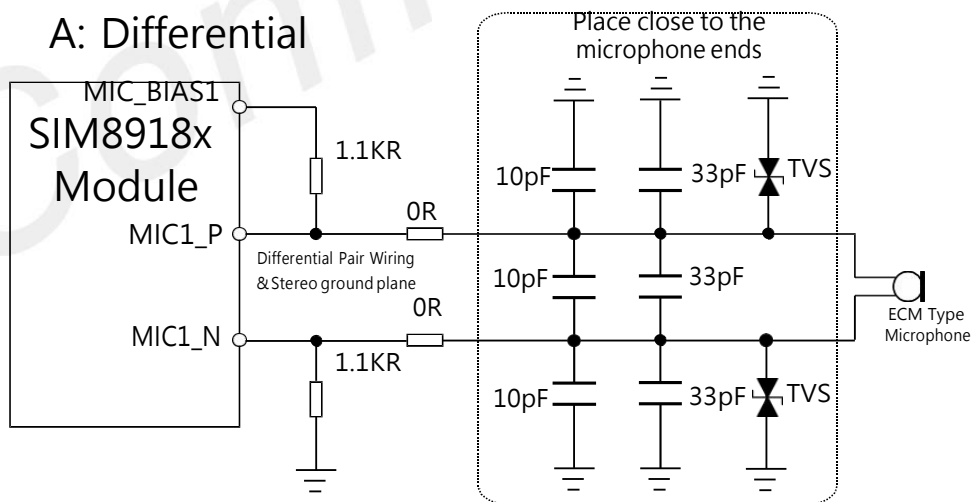 A: Differential
Place close to the
microphone ends
MIC_BIAS1
SIM8918x
Module
1.1KR
10pF
33pF
TVS
MIC1_P
0R
Differential Pair Wiring
& Stereo ground plane
10pF
33pF
ECM Type
Microphone
0R
MIC1_N
1.1KR
10pF
33pF
TVS